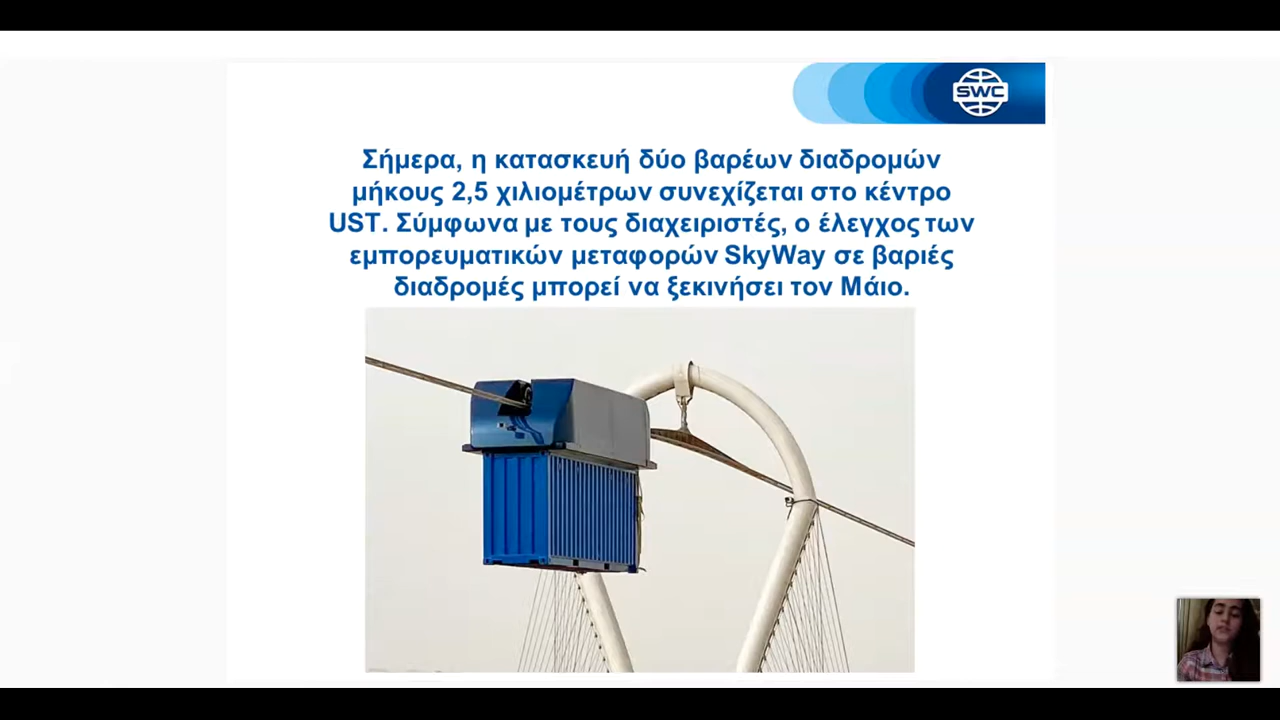 SWC
Σήμερα, η κατασκευή δύο βαρέων διαδρομών
μήκους 2,5 χιλιομέτρων συνεχίζεται στο κέντρο
UST. Σύμφωνα με τους διαχειριστές, ο έλεγχος των
εμπορευματικών μεταφορών SkyWay σε βαριές
διαδρομές μπορεί να ξεκινήσει τον Μάιο.